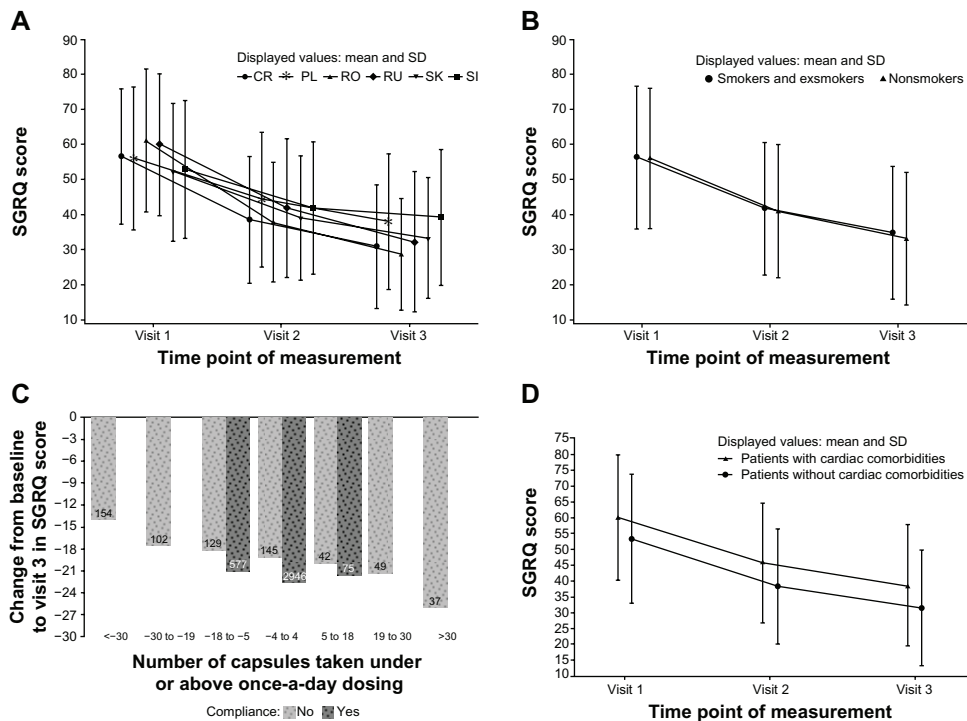 A
90
80
70
60
50
40
30
20
10
SGRQ score
Displayed values: mean and SD
CR PL RO RU SK SI
Visit 1 Visit 2 Visit 3
Time point of measurement
B
90
80
70
60
50
40
30
20
10
SGRQ score
Displayed values: mean and SD
Smokers and exsmokers Nonsmokers
Visit 1 Visit 2 Visit 3
Time point of measurement
C
0
−3
−6
−9
−12
−15
−18
−21
−24
−27
−30
Change from baseline
to visit 3 in SGRQ score
154 102 129 577 145 2946 42 75 49 37
<−30 −30 to −19 −18 to −5 −4 to 4 5 to 18 19 to 30 >30
Number of capsules taken under
or above once-a-day dosing
Compliance: No Yes
D
75
80
75
70
65
60
55
50
45
40
35
30
25
20
15
10
SGRQ score
Displayed values: mean and SD
Patients with cardiac comorbidities
Patients without cardiac comorbidities
Visit 1 Visit 2 Visit 3
Time point of measurement